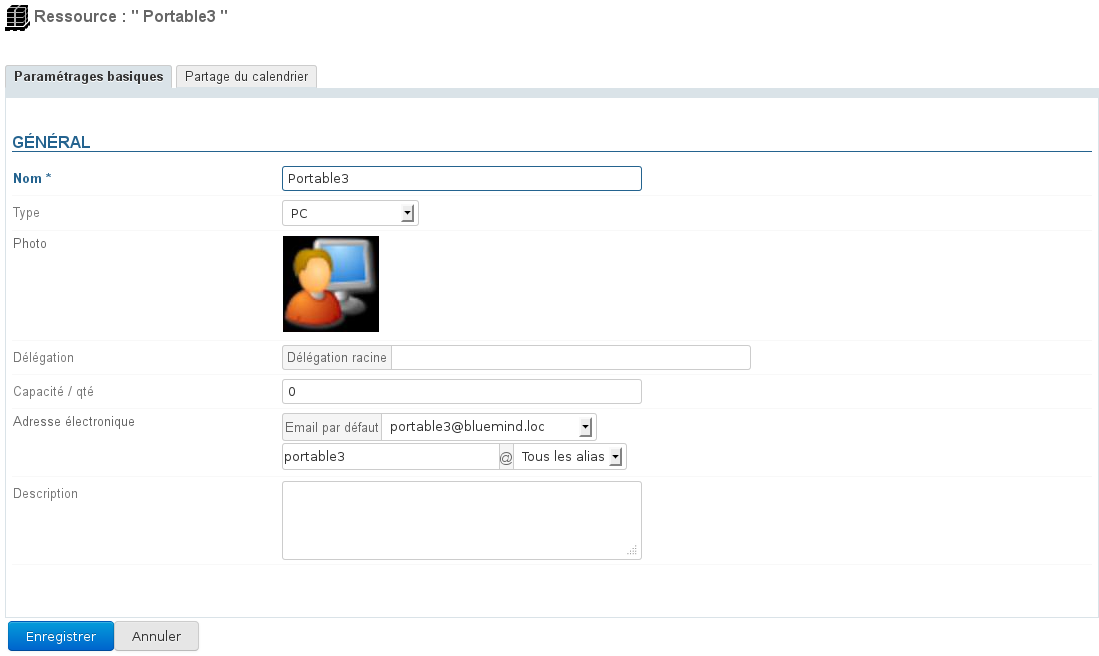 Ressource : " Portable3 "
Paramétrages basiques Partage du calendrier
GÉNÉRAL
Nom * Portable3
Type PC
Photo
Délégation Délégation racine
Capacité / qté 0
Adresse électronique Email par défaut portable3@bluemind.loc
portable3 @ Tous les alias
Description
Enregistrer Annuler